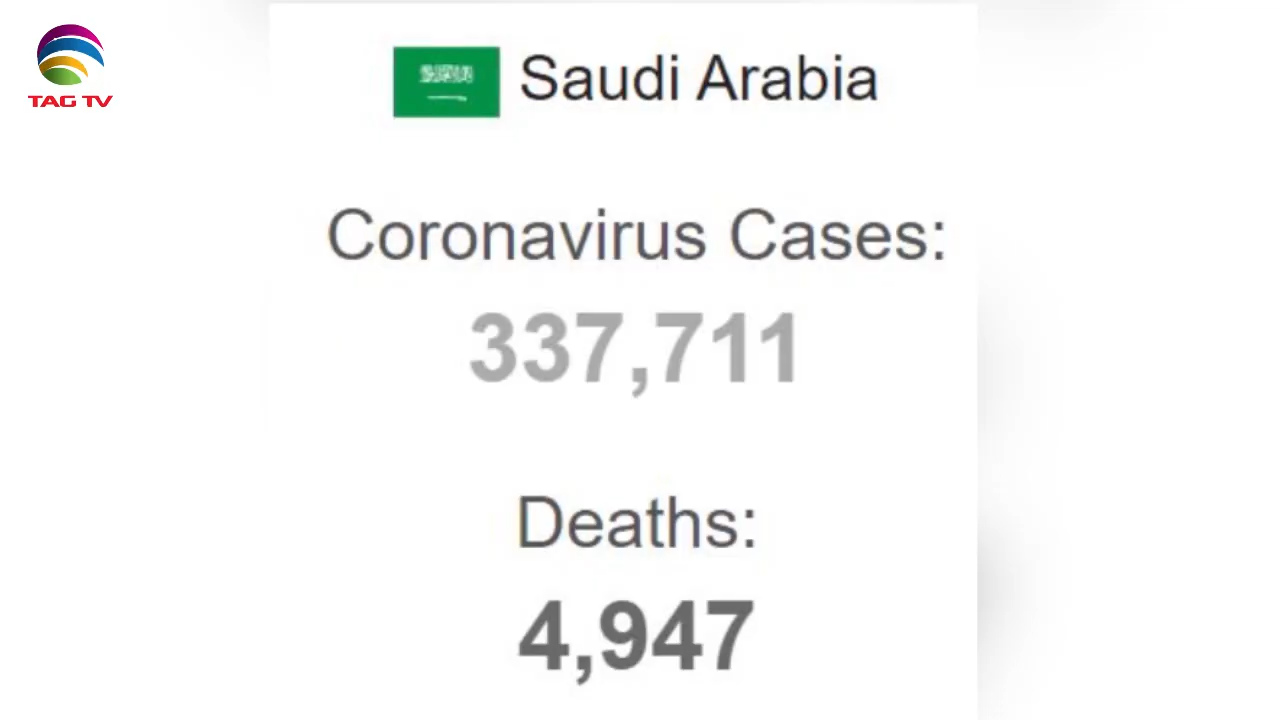 TAG TV
Saudi Arabia
Coronavirus Cases:
337,711
Deaths:
4,947